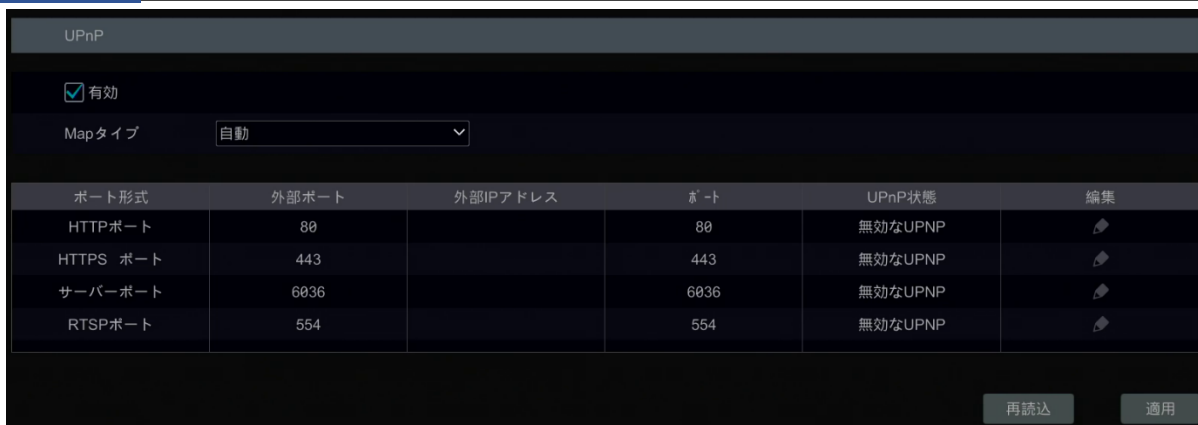 UPnP
有効
Mapタイプ 自動
ポート形式 外部ポート 外部IPアドレス ポート UPnP状態 編集
HTTPポート 80 80 無効なUPNP
HTTPS ポート 443 443 無効なUPNP
サーバーポート 6036 6036 無効なUPNP
RTSPポート 554 554 無効なUPNP
再読込 適用